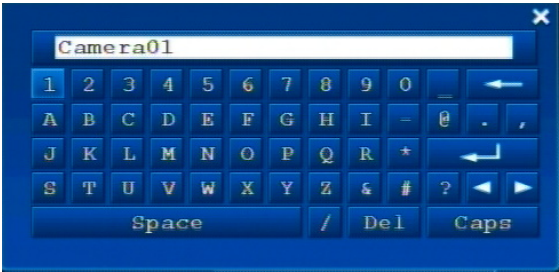 Camera01
1 2 3 4 5 6 7 8 9 0 _
A B C D E F G H I - @ . ,
J K L M N O P Q R *
S T U V W X Y Z & # ?
Space / Del Caps